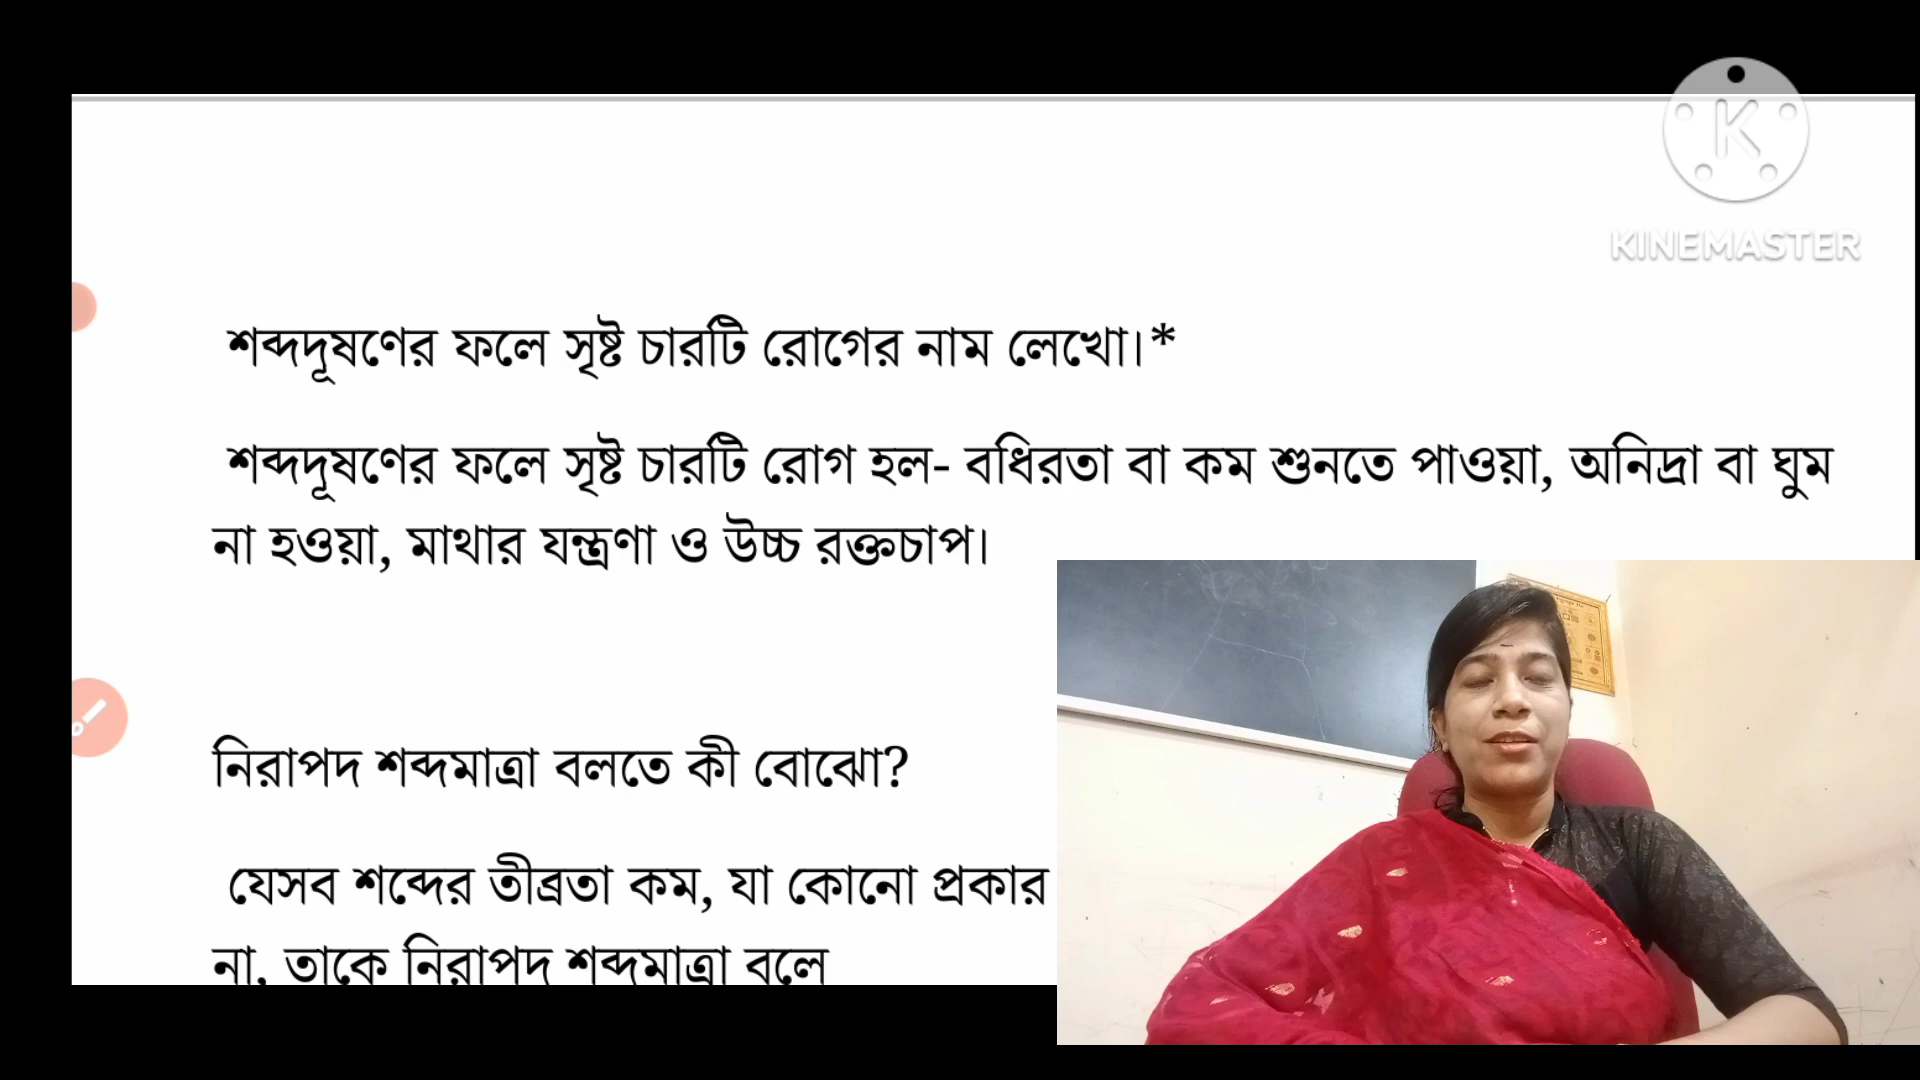 K
KINEMASTER
শব্দদূষণের ফলে সৃষ্ট চারটি রোগের নাম লেখো।*
শব্দদূষণের ফলে সৃষ্ট চারটি রোগ হল- বধিরতা বা কম শুনতে পাওয়া, অনিদ্রা বা ঘুম
না হওয়া, মাথার যন্ত্রণা ও উচ্চ রক্তচাপ।
নিরাপদ শব্দমাত্রা বলতে কী বোঝো?
যেসব শব্দের তীব্রতা কম, যা কোনো প্রকার
না, তাকে নিরাপদ শব্দমাত্রা বলে